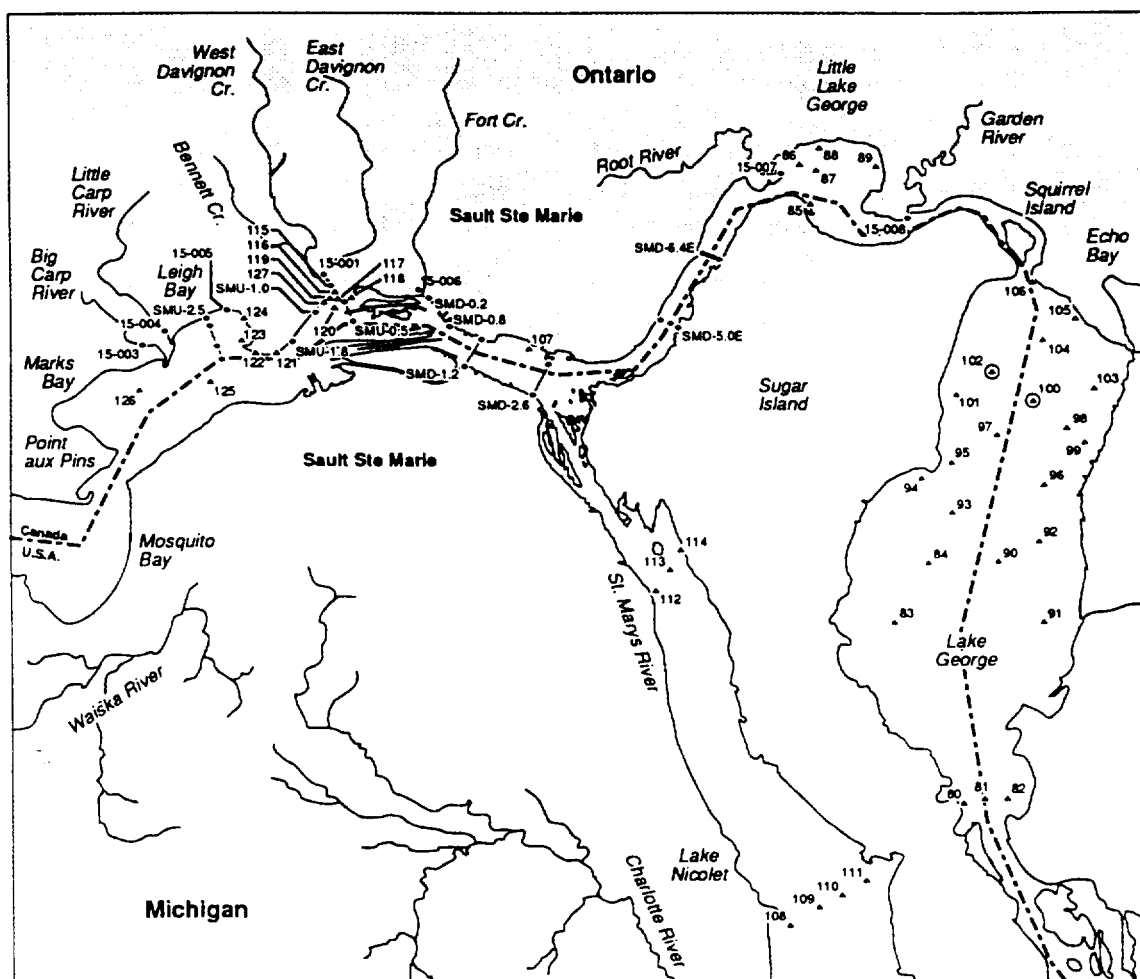 West
Davignon
Cr.
East
Davignon
Cr.
Ontario
Little
Lake
George
Fort Cr.
Garden
River
Root River
15-007
86
88
89
87
Bennett Cr.
Little
Carp
River
Squirrel
Island
Sault Ste Marie
85
15-008
Echo
Bay
115
116
119
127
SMU-1.0
15-001
117
118
15-006
SMD-6.4E
Big
Carp
River
15-005
Leigh
Bay
SMU-2.5
124
123
SMD-0.2
SMD-0.8
106
105
15-004
15-003
120
SMU-0.5
SMU-1.8
122
121
107
SMD-5.0E
104
Marks
Bay
126
125
SMD-1.2
SMD-2.6
Sugar
Island
102
101
100
103
Point
aux Pins
Sault Ste Marie
97
98
99
95
94
96
93
Canada
U.S.A.
Mosquito
Bay
114
113
112
92
84
90
St. Marys River
83
91
Lake
George
Waiska River
80
81
82
Lake
Nicolet
111
110
109
108
Charlotte River
Michigan